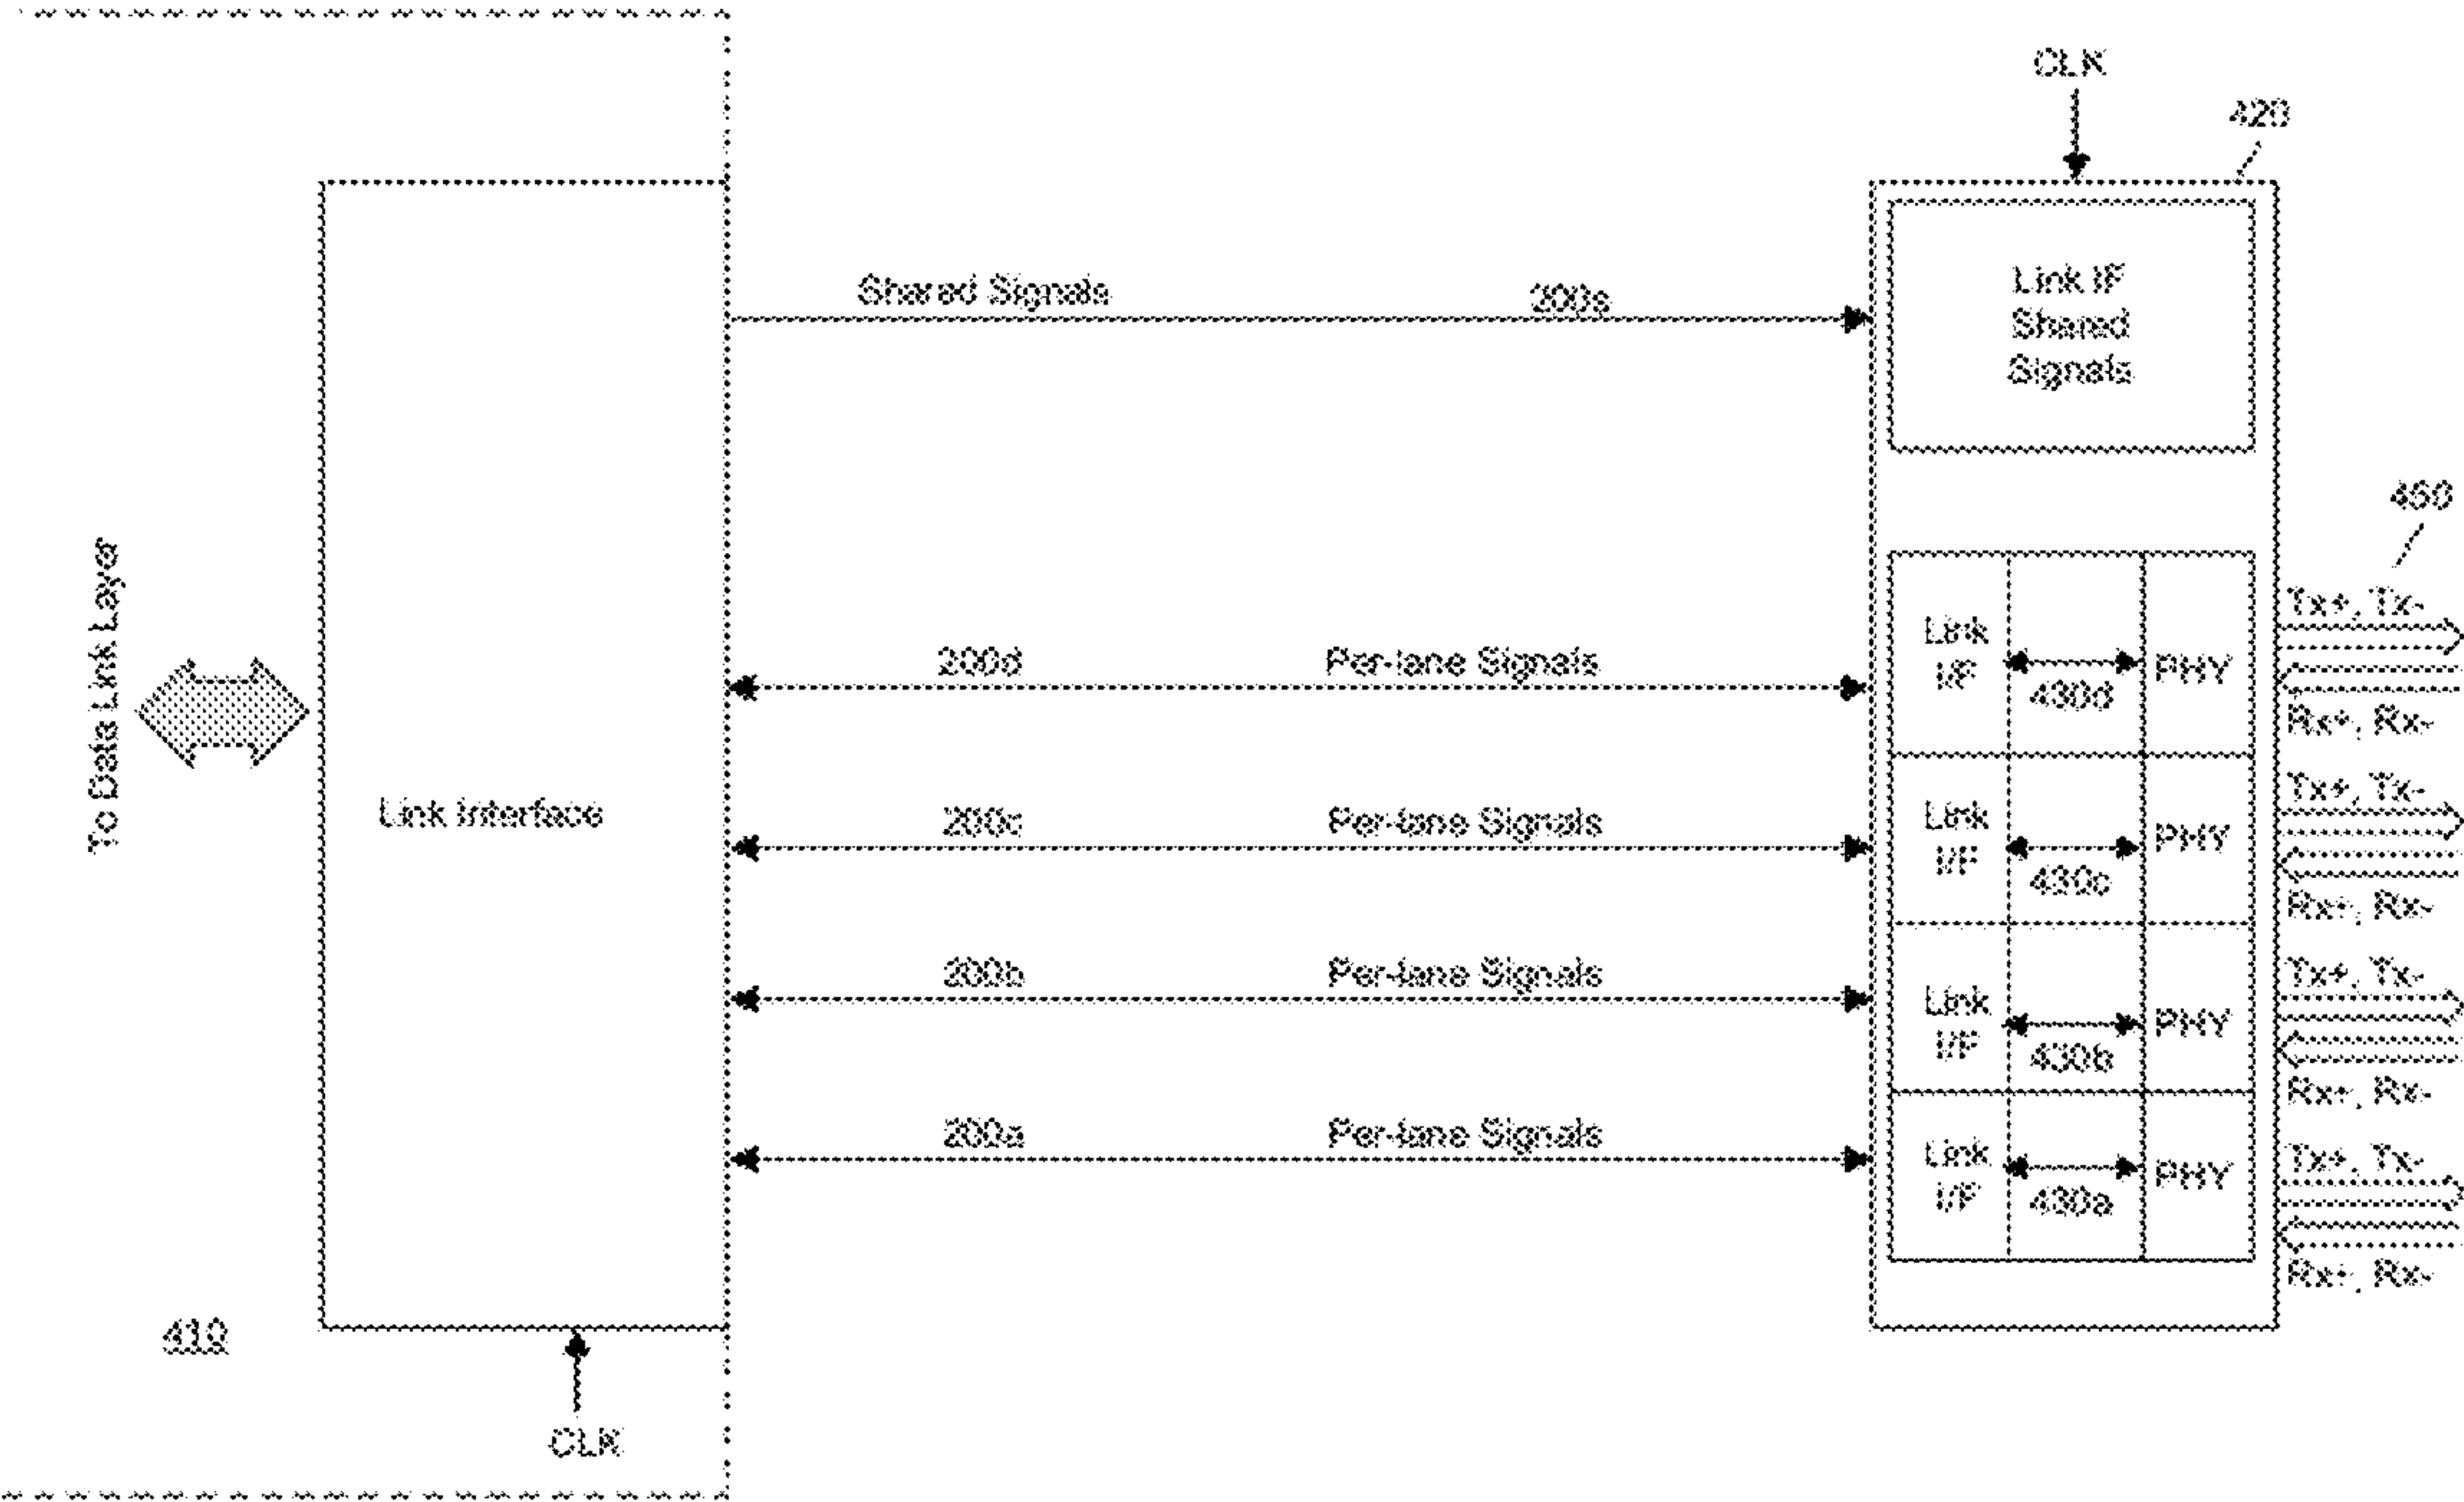 CLK
420
Shared Signals
200s
Link IF
Shared
Signals
450
To Data Link Layer
Link Interface
200d
Per-lane Signals
Link
I/F
430d
PHY
Tx+, Tx-
Rx+, Rx-
200c
Per-lane Signals
Link
I/F
430c
PHY
Tx+, Tx-
Rx+, Rx-
200b
Per-lane Signals
Link
I/F
430b
PHY
Tx+, Tx-
Rx+, Rx-
200a
Per-lane Signals
Link
I/F
430a
PHY
Tx+, Tx-
Rx+, Rx-
410
CLK